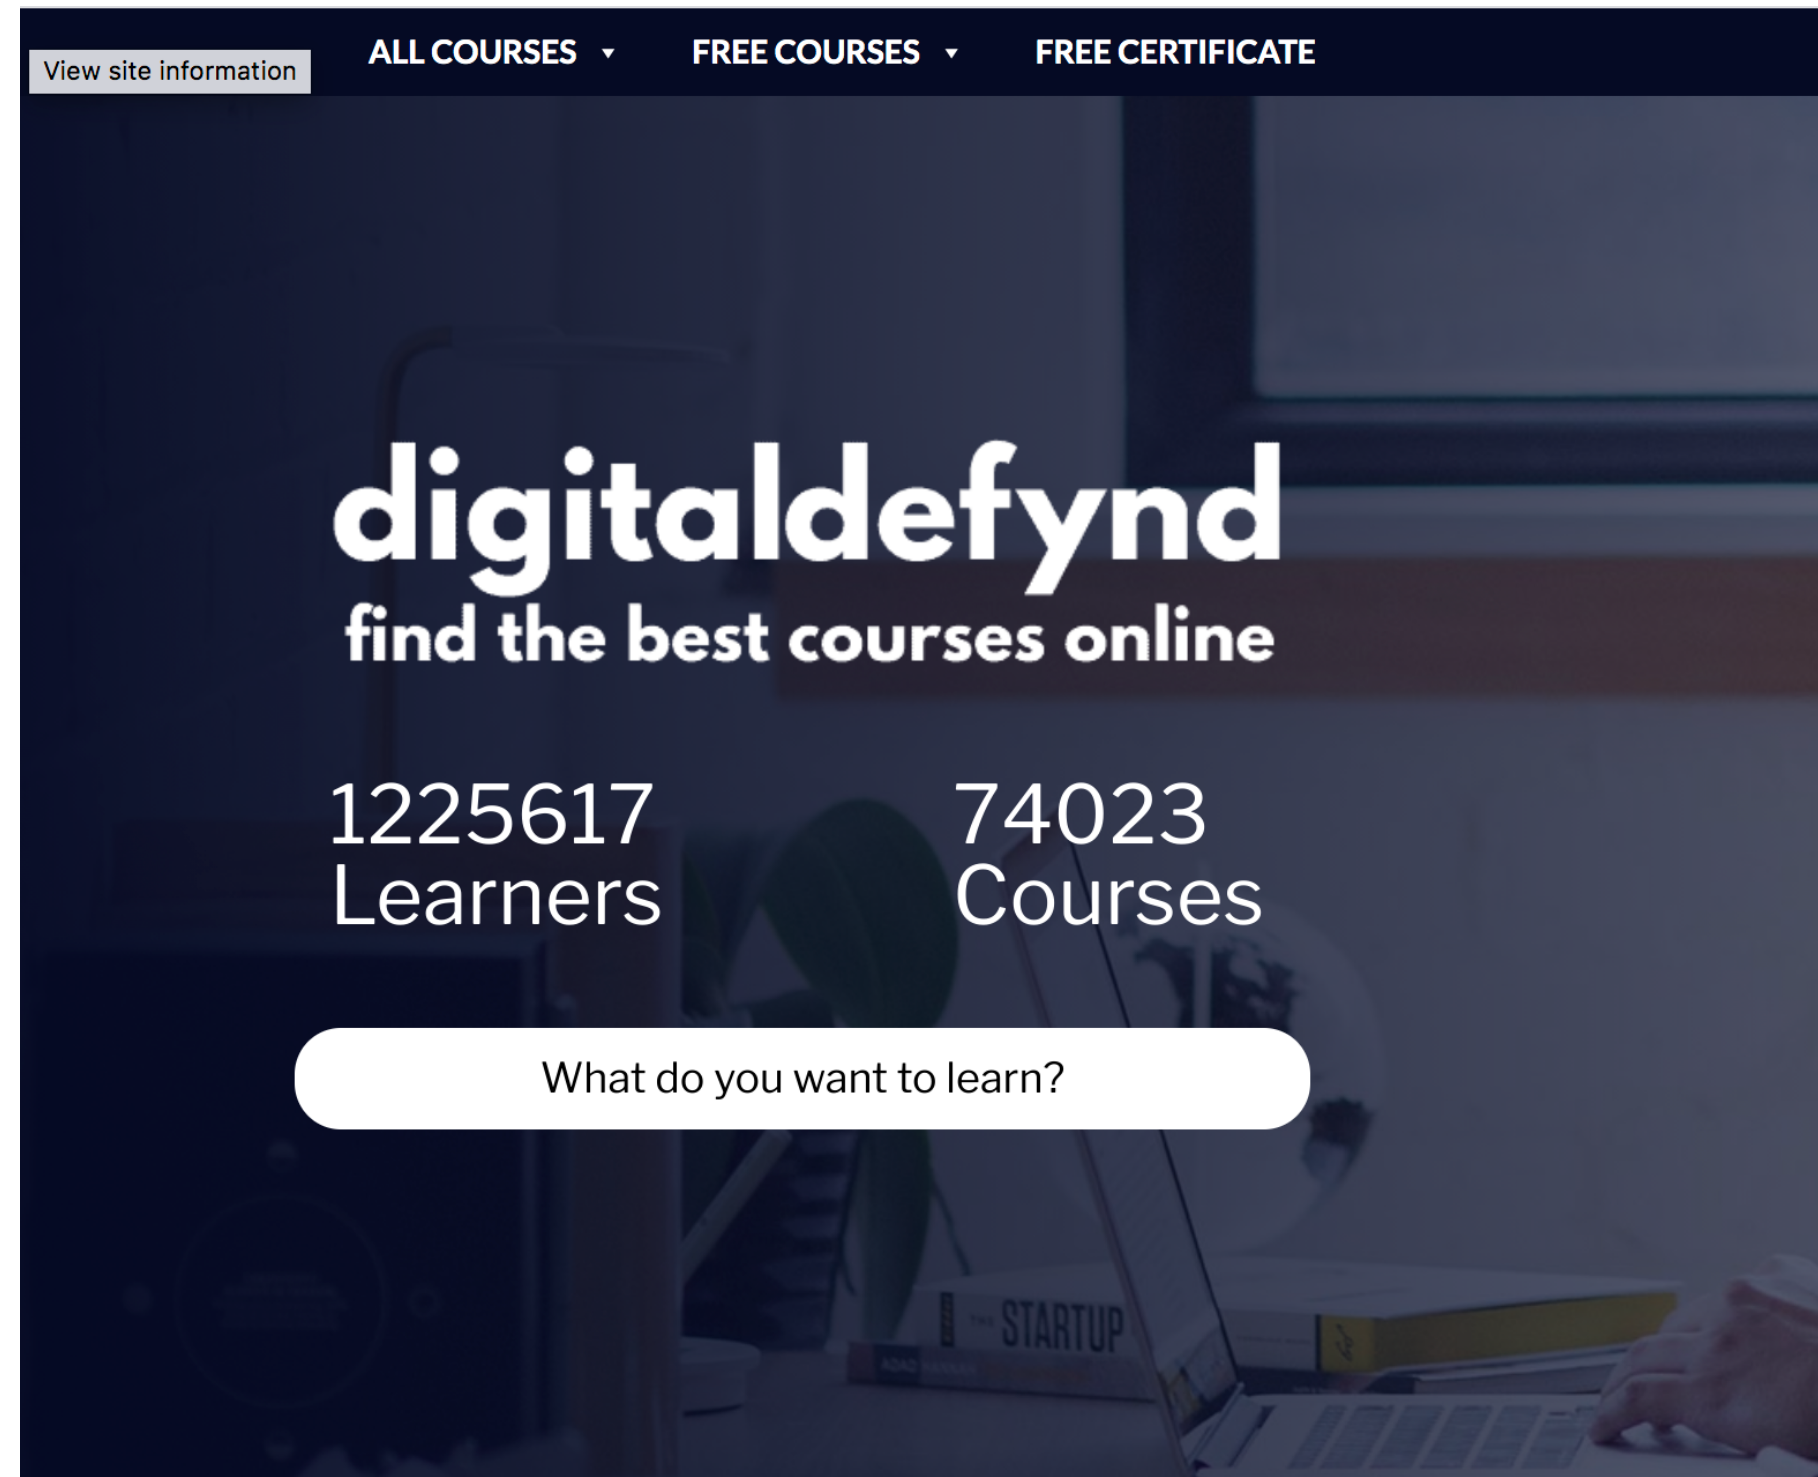 ALL COURSES
FREE COURSES
FREE CERTIFICATE
View site information
digitaldefynd
find the best courses online
1225617
Learners
74023
Courses
What do you want to learn?
THE STARTUP